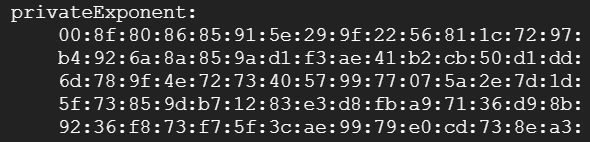 privateExponent:
00:8f:80:86:85:91:5e:29:9f:22:56:81:1c:72:97:
b4:92:6a:8a:85:9a:d1:f3:ae:41:b2:cb:50:d1:dd:
6d:78:9f:4e:72:73:40:57:99:77:07:5a:2e:7d:1d:
5f:73:85:9d:b7:12:83:e3:d8:fb:a9:71:36:d9:8b:
92:36:f8:73:f7:5f:3c:ae:99:79:e0:cd:73:8e:a3: